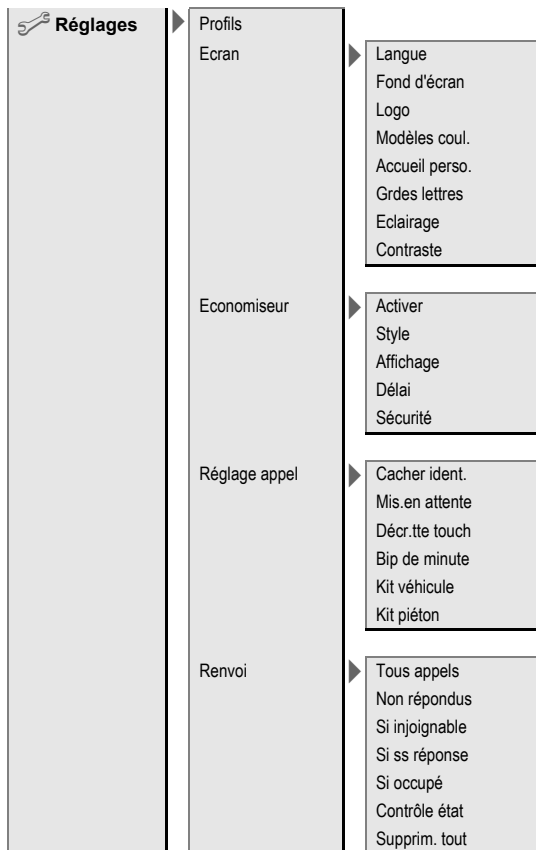 Réglages
Profils
Ecran
Langue
Fond d'écran
Logo
Modèles coul.
Accueil perso.
Grdes lettres
Eclairage
Contraste
Economiseur
Activer
Style
Affichage
Délai
Sécurité
Réglage appel
Cacher ident.
Mis.en attente
Décr.tte touch
Bip de minute
Kit véhicule
Kit piéton
Renvoi
Tous appels
Non répondus
Si injoignable
Si ss réponse
Si occupé
Contrôle état
Supprim. tout